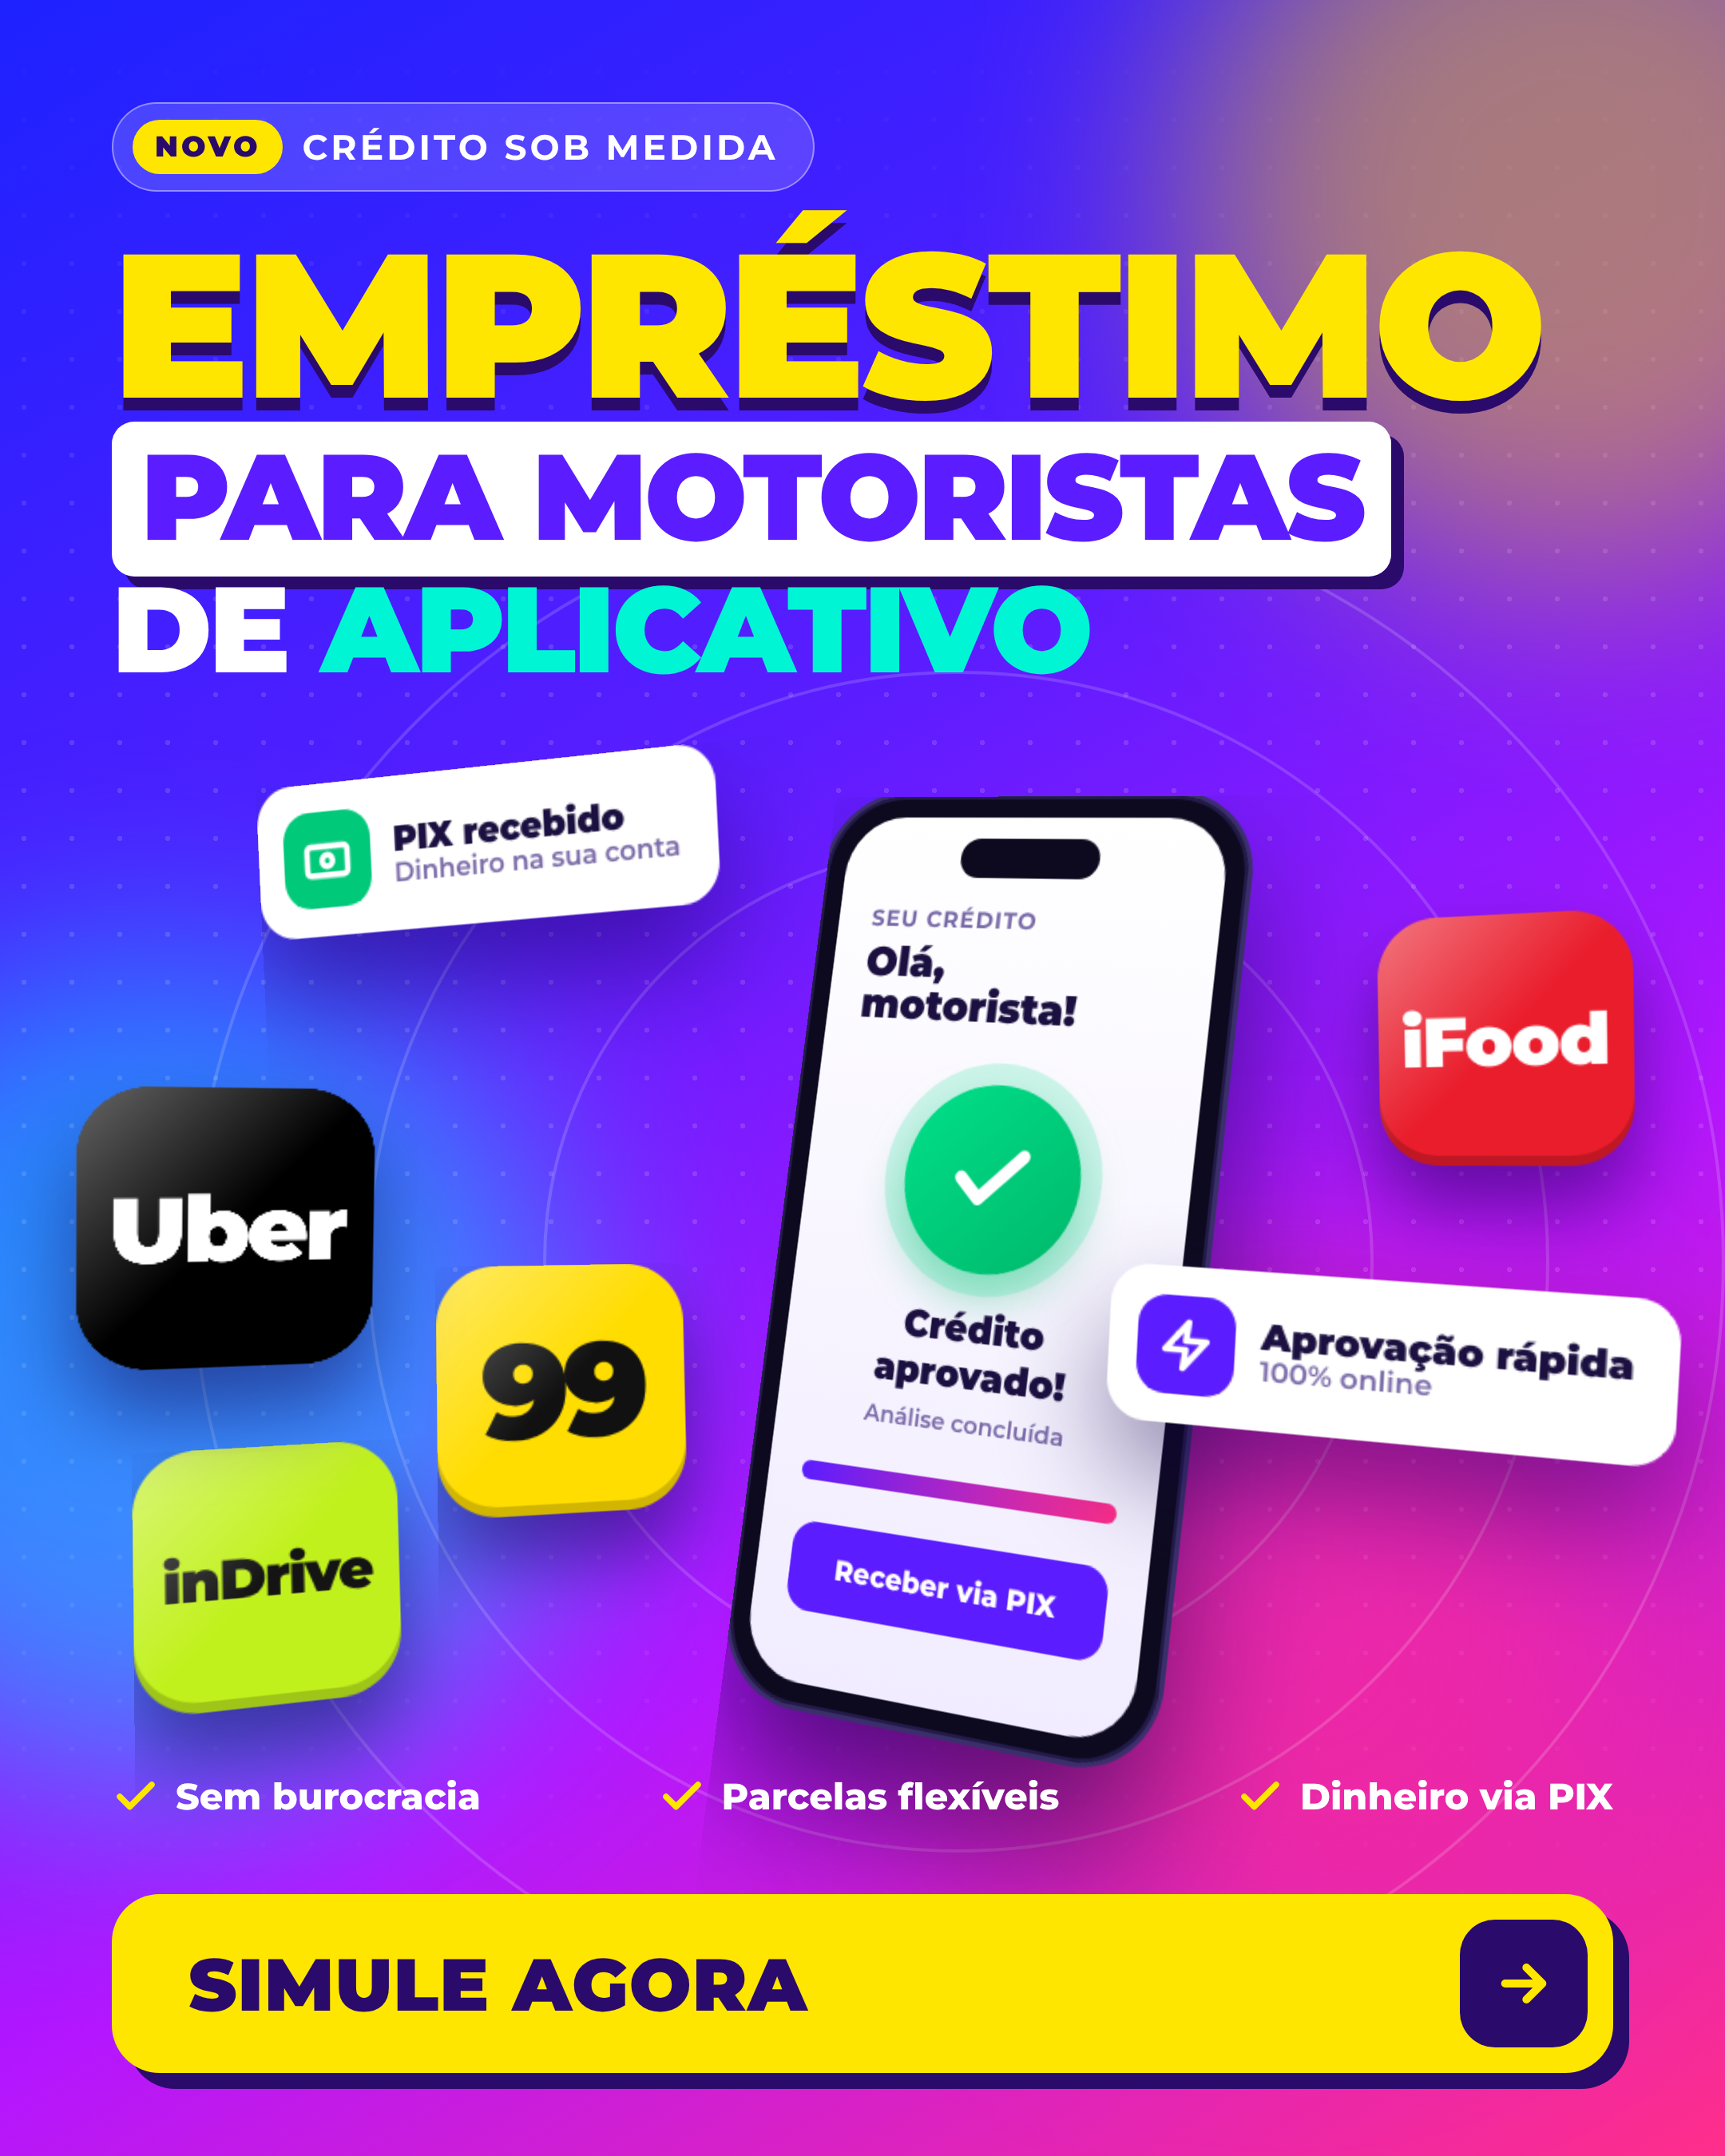 NOVO CRÉDITO SOB MEDIDA
EMPRÉSTIMO
PARA MOTORISTAS
DE APLICATIVO
PIX recebido
Dinheiro na sua conta
SEU CRÉDITO
Olá,
motorista!
iFood
Uber
99
Crédito
aprovado!
Análise concluída
Aprovação rápida
100% online
inDrive
Receber via PIX
Sem burocracia
Parcelas flexíveis
Dinheiro via PIX
SIMULE AGORA